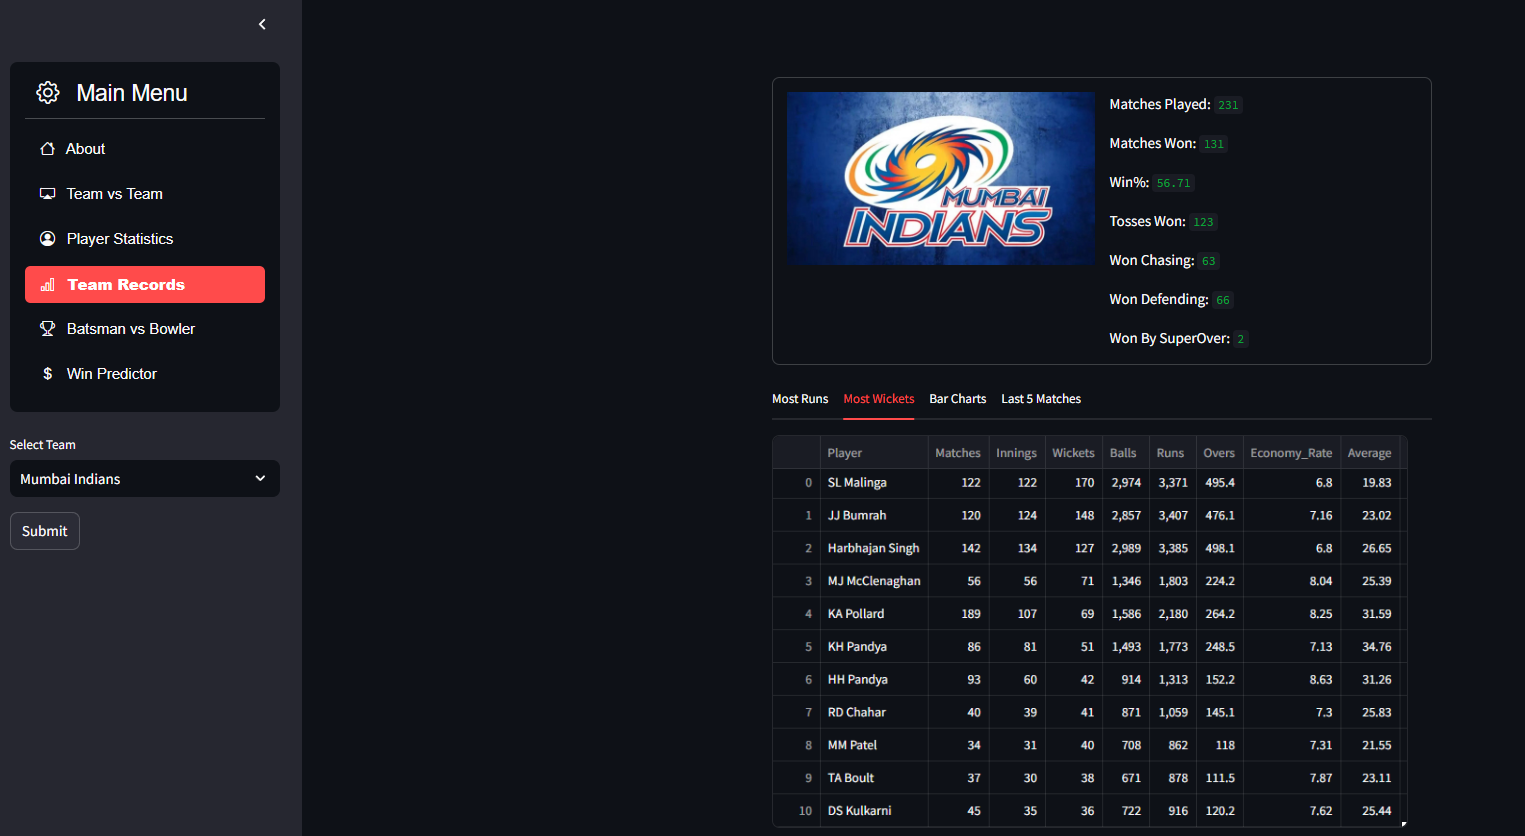 Main Menu
About
Team vs Team
Player Statistics
Team Records
Batsman vs Bowler
$ Win Predictor
Select Team
Mumbai Indians
Submit
MUMBAI
INDIANS
Matches Played: 231
Matches Won: 131
Win%: 56.71
Tosses Won: 123
Won Chasing: 63
Won Defending: 66
Won By SuperOver: 2
Most Runs Most Wickets Bar Charts Last 5 Matches
Player Matches Innings Wickets Balls Runs Overs Economy_Rate Average
0 SL Malinga 122 122 170 2,974 3,371 495.4 6.8 19.83
1 JJ Bumrah 120 124 148 2,857 3,407 476.1 7.16 23.02
2 Harbhajan Singh 142 134 127 2,989 3,385 498.1 6.8 26.65
3 MJ McClenaghan 56 56 71 1,346 1,803 224.2 8.04 25.39
4 KA Pollard 189 107 69 1,586 2,180 264.2 8.25 31.59
5 KH Pandya 86 81 51 1,493 1,773 248.5 7.13 34.76
6 HH Pandya 93 60 42 914 1,313 152.2 8.63 31.26
7 RD Chahar 40 39 41 871 1,059 145.1 7.3 25.83
8 MM Patel 34 31 40 708 862 118 7.31 21.55
9 TA Boult 37 30 38 671 878 111.5 7.87 23.11
10 DS Kulkarni 45 35 36 722 916 120.2 7.62 25.44